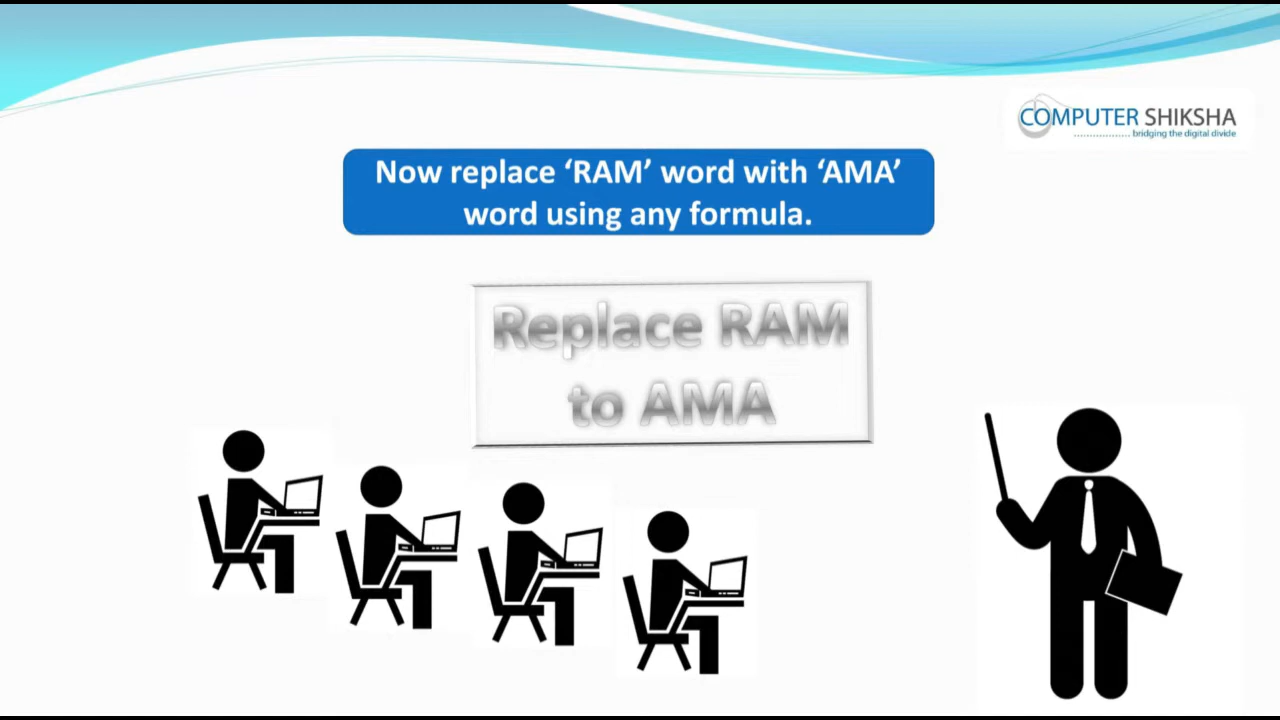 COMPUTER SHIKSHA
bridging the digital divide
Now replace ‘RAM’ word with ‘AMA’
word using any formula.
Replace RAM
to AMA